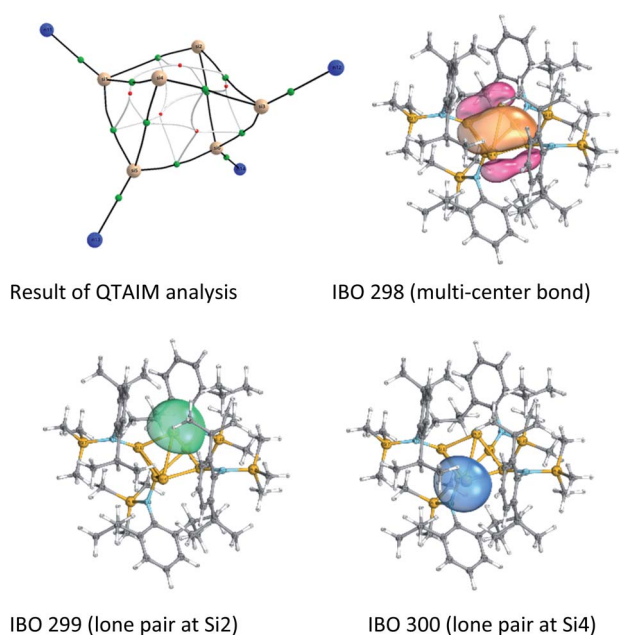 Result of QTAIM analysis
IBO 298 (multi-center bond)
IBO 299 (lone pair at Si2)
IBO 300 (lone pair at Si4)